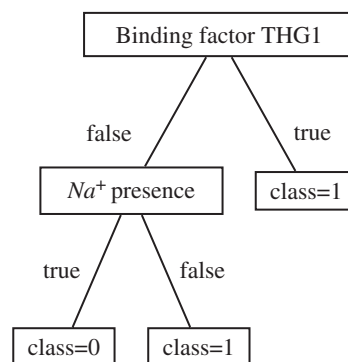 Binding factor THG1
false
true
Na⁺ presence
class=1
true
false
class=0
class=1